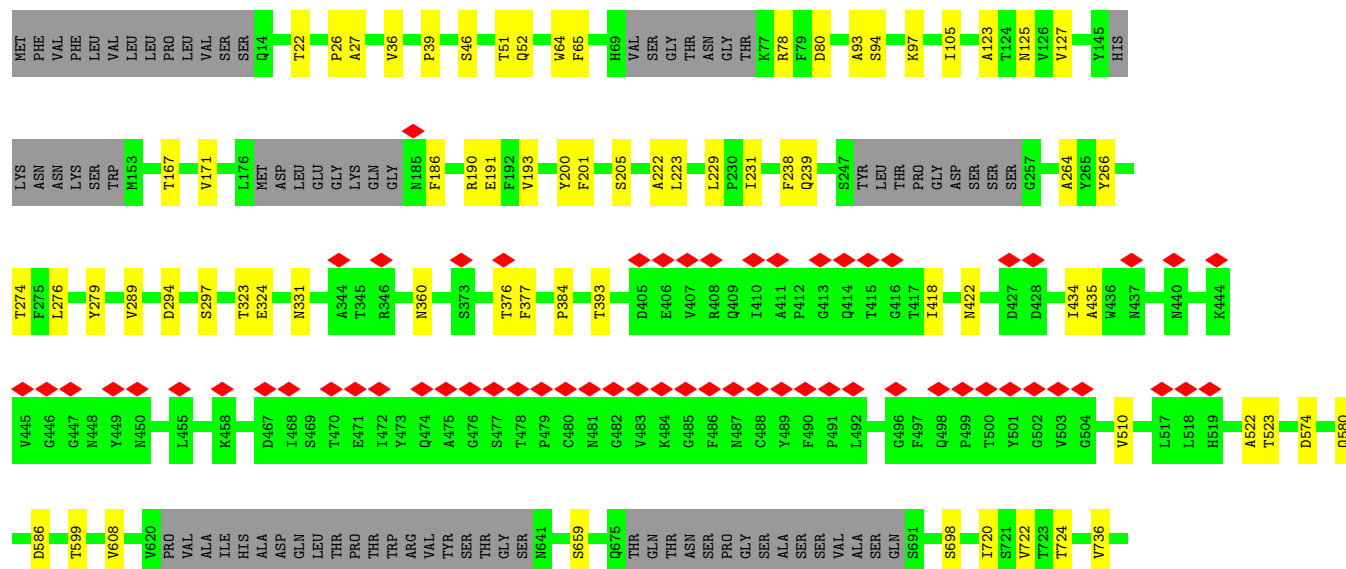 MET PHE VAL PHE LEU VAL LEU LEU PRO LEU VAL SER SER Q14 T22 P26 A27 V36 P39 S46 T51 Q52 W64 F65 H69 VAL SER GLY THR ASN GLY THR K77 R78 F79 D80 A93 S94 K97 I105 A123 T124 N125 V126 V127 Y145 HIS
LYS ASN ASN LYS SER TRP M153 T167 V171 L176 MET ASP LEU GLU GLY LYS GLN GLY N185 F186 R190 E191 F192 V193 Y200 F201 S205 A222 L223 L229 P230 I231 F238 Q239 S247 TYR LEU THR PRO GLY ASP SER SER SER G257 A264 Y265 Y266
T274 F275 L276 Y279 V289 D294 S297 T323 E324 N331 A344 T345 R346 N360 S373 T376 F377 P384 T393 D405 E406 V407 R408 Q409 I410 A411 P412 G413 Q414 T415 G416 T417 I418 N422 D427 D428 I434 A435 W436 N437 N440 K444
V445 G446 G447 N448 Y449 N450 L455 K458 D467 I468 S469 T470 E471 I472 Y473 Q474 A475 G476 S477 T478 P479 C480 N481 G482 V483 K484 G485 F486 N487 C488 Y489 F490 P491 L492 G496 F497 Q498 P499 T500 Y501 G502 V503 G504 V510 L517 L518 H519 A522 T523 D574 Q580
D586 T599 V608 V620 PRO VAL ALA ILE HIS ALA ASP GLN LEU THR PRO THR TRP ARG VAL TYR SER THR GLY SER N641 S659 Q675 THR GLN THR ASN SER PRO GLY SER ALA SER SER VAL ALA SER GLN S691 S698 I720 S721 V722 T723 T724 V736